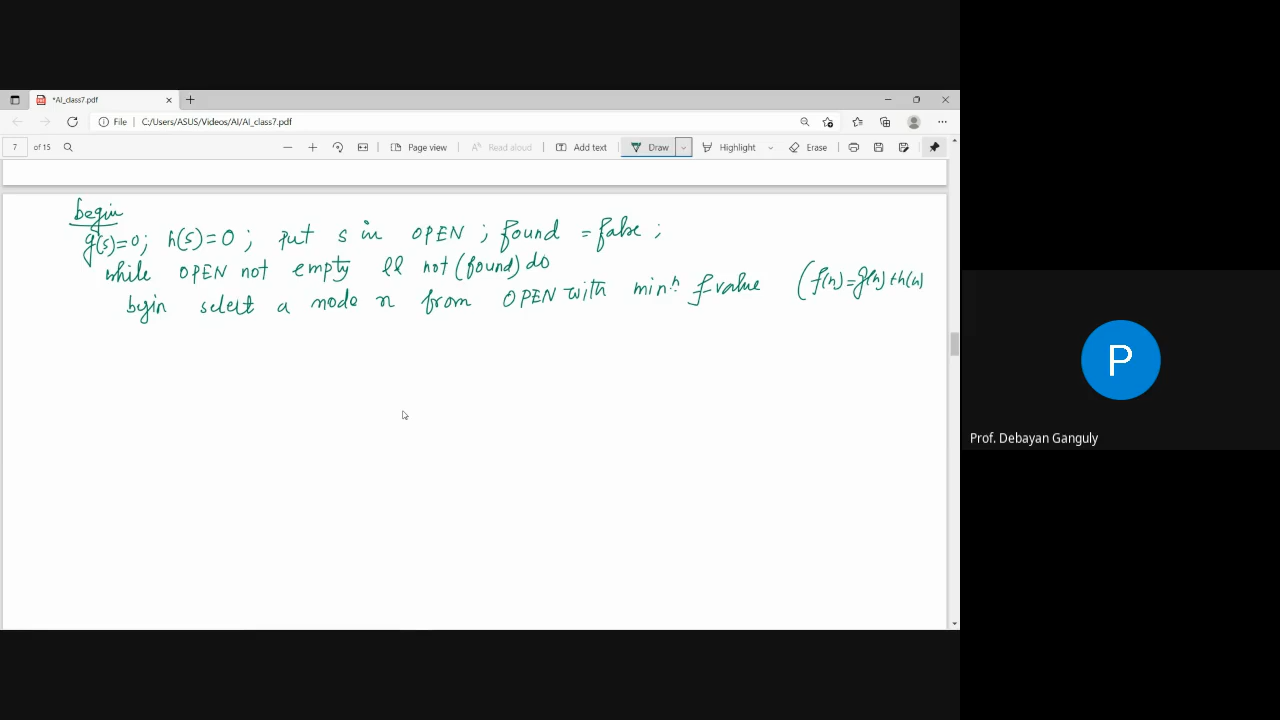 *AI_class7.pdf
File C:/Users/ASUS/Videos/AI/AI_class7.pdf
7 of 15 Page view Read aloud Add text Draw Highlight Erase
begin
g(s)=0; h(s)=0; put s in OPEN; found = false;
while OPEN not empty && not (found) do
begin select a node n from OPEN with min^m f value (f(n)=g(n)+h(n)
P
Prof. Debayan Ganguly